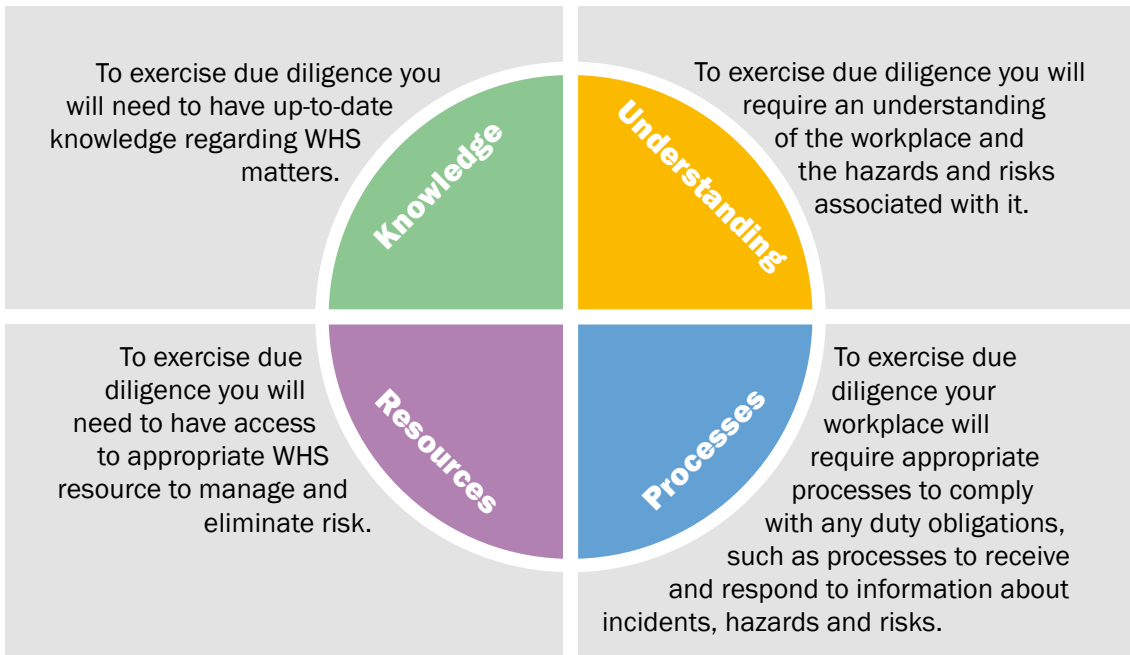 To exercise due diligence you
will need to have up-to-date
knowledge regarding WHS
matters.
Knowledge
Understanding
To exercise due diligence you will
require an understanding
of the workplace and
the hazards and risks
associated with it.
To exercise due
diligence you will
need to have access
to appropriate WHS
resource to manage and
eliminate risk.
Resources
Processes
To exercise due
diligence your
workplace will
require appropriate
processes to comply
with any duty obligations,
such as processes to receive
and respond to information about
incidents, hazards and risks.